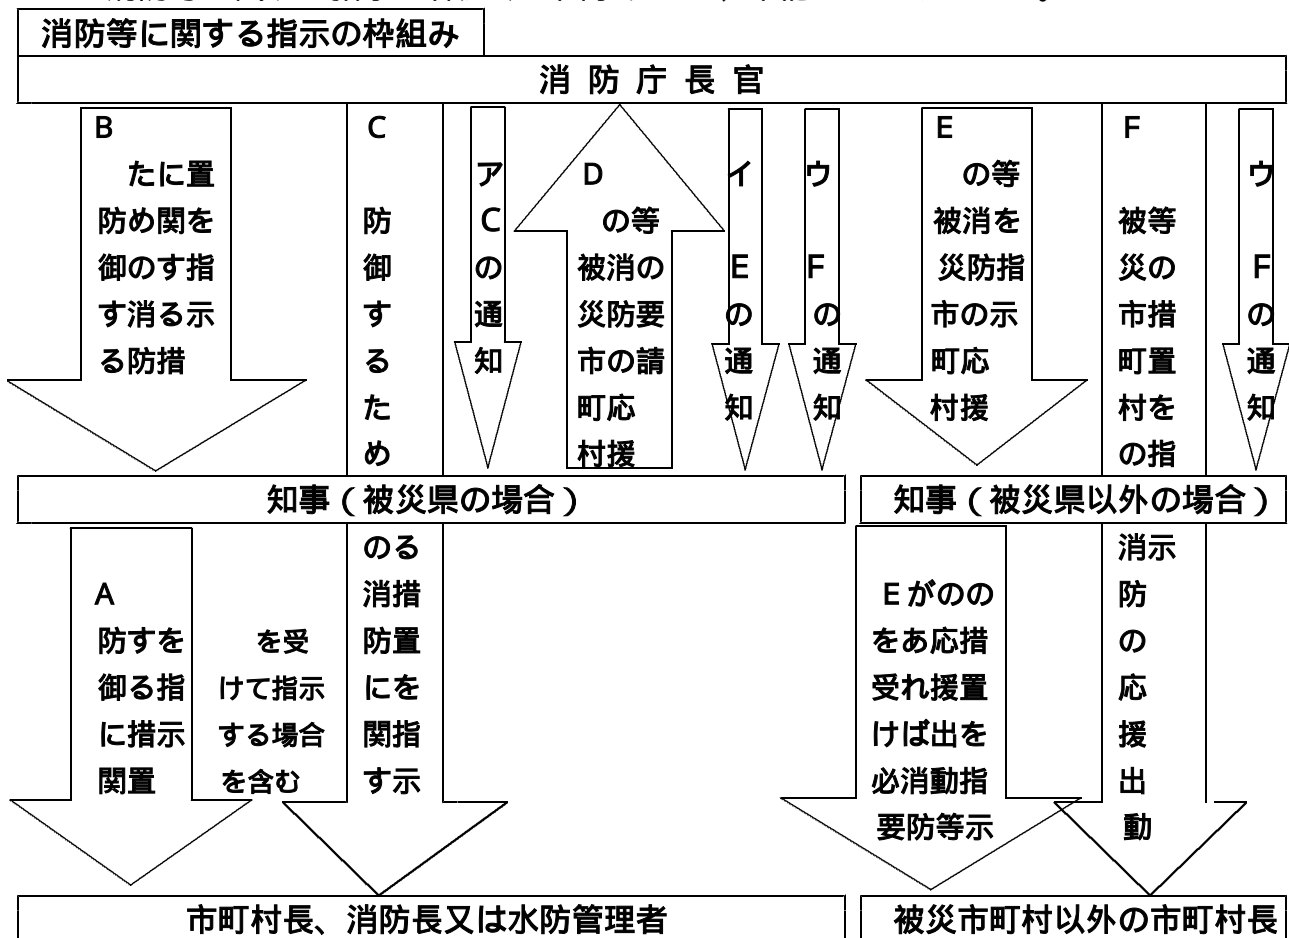 消防等に関する指示の枠組み
消防庁長官
B
防御する
ための消防
に関する措
置を指示
C
防御するための消防に関す
る措置を指示
ア Cの通知
D
被災市町村
の消防の応援
等の要請
イ Eの通知
ウ Fの通知
E
被災市町村
の消防の応援
等を指示
F
被災市町村の消防の応援出動
等の措置を指示
ウ Fの通知
知事(被災県の場合)
知事(被災県以外の場合)
A
防御に関
する措置
を指示
を受
けて指示
する場合
を含む
Eを受け必要
があれば消防
の応援出動等
の措置を指示
市町村長、消防長又は水防管理者
被災市町村以外の市町村長